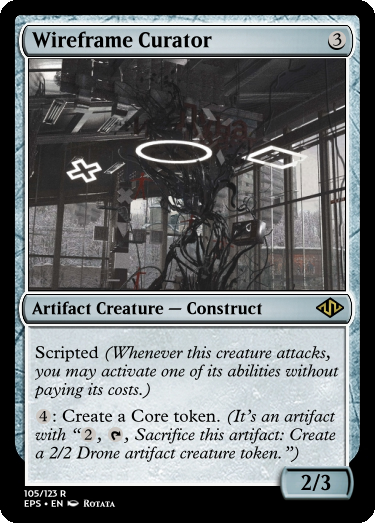 Wireframe Curator 3
Artifact Creature — Construct
Scripted (Whenever this creature attacks,
you may activate one of its abilities without
paying its costs.)
4: Create a Core token. (It's an artifact
with "2, , Sacrifice this artifact: Create
a 2/2 Drone artifact creature token.")
2/3
105/123 R
EPS • EN Rotata